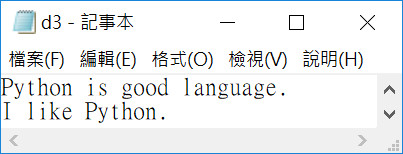 d3 - 記事本
檔案(F) 編輯(E) 格式(O) 檢視(V) 說明(H)
Python is good language.
I like Python.